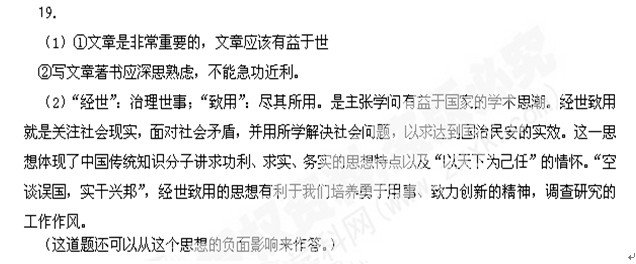 19.
（1）①文章是非常重要的，文章应该有益于世
②写文章著书应深思熟虑，不能急功近利。
（2）“经世”：治理世事；“致用”：尽其所用。是主张学问有益于国家的学术思潮。经世致用
就是关注社会现实，面对社会矛盾，并用所学解决社会问题，以求达到国治民安的实效。这一思
想体现了中国传统知识分子讲求功利、求实、务实的思想特点以及“以天下为己任”的情怀。“空
谈误国，实干兴邦”，经世致用的思想有利于我们培养勇于用事、致力创新的精神，调查研究的
工作作风。
（这道题还可以从这个思想的负面影响来作答。）